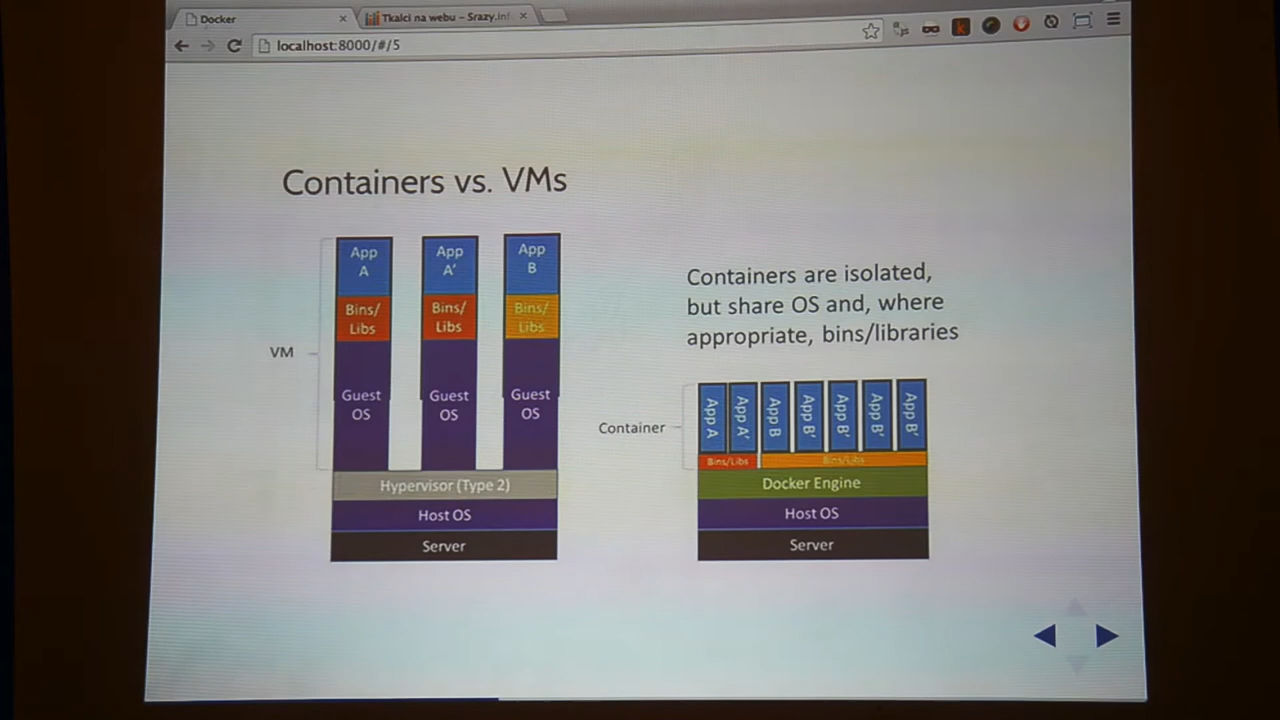 Docker
Tkalci na webu – Srazy.inf
localhost:8000/#/5
Containers vs. VMs
App
A
App
A'
App
B
Bins/
Libs
Bins/
Libs
Bins/
Libs
VM
Guest
OS
Guest
OS
Guest
OS
Hypervisor (Type 2)
Host OS
Server
Containers are isolated,
but share OS and, where
appropriate, bins/libraries
Container
App A
App A'
App B
App B'
App B'
App B'
App B'
Bins/Libs
Bins/Libs
Docker Engine
Host OS
Server